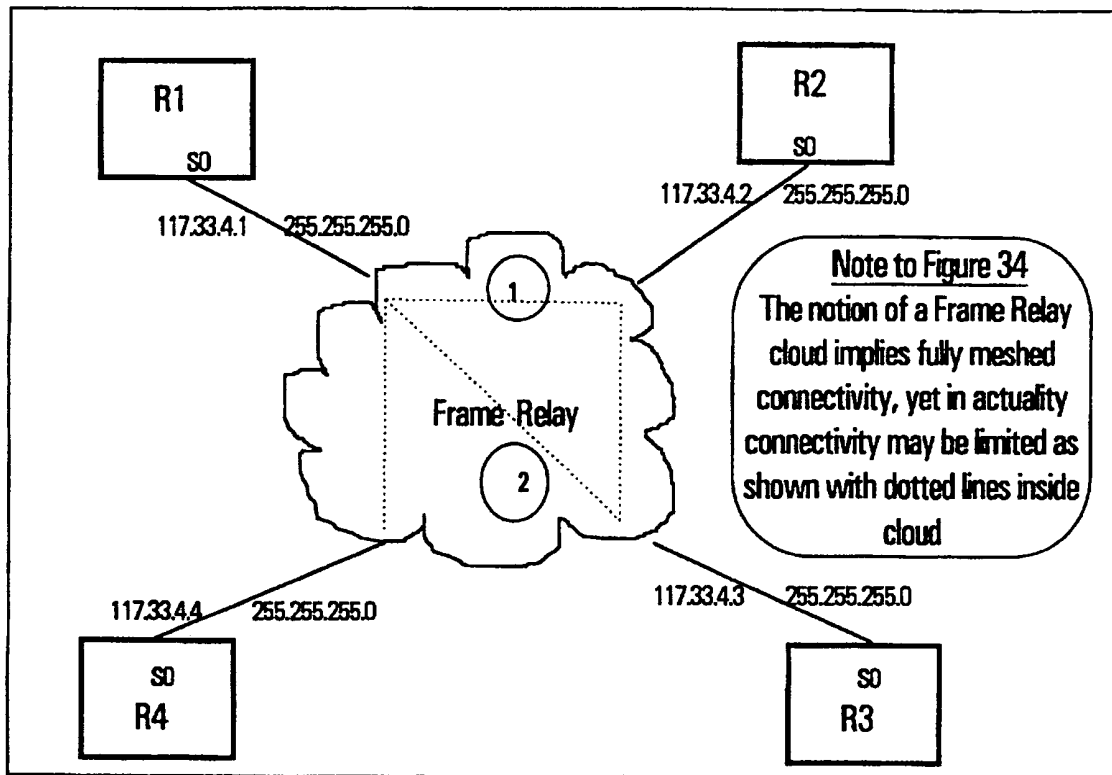 R1
S0
R2
S0
117.33.4.1 255.255.255.0
117.33.4.2 255.255.255.0
1
Frame Relay
2
Note to Figure 34
The notion of a Frame Relay
cloud implies fully meshed
connectivity, yet in actuality
connectivity may be limited as
shown with dotted lines inside
cloud
117.33.4.4 255.255.255.0
117.33.4.3 255.255.255.0
S0
R4
S0
R3